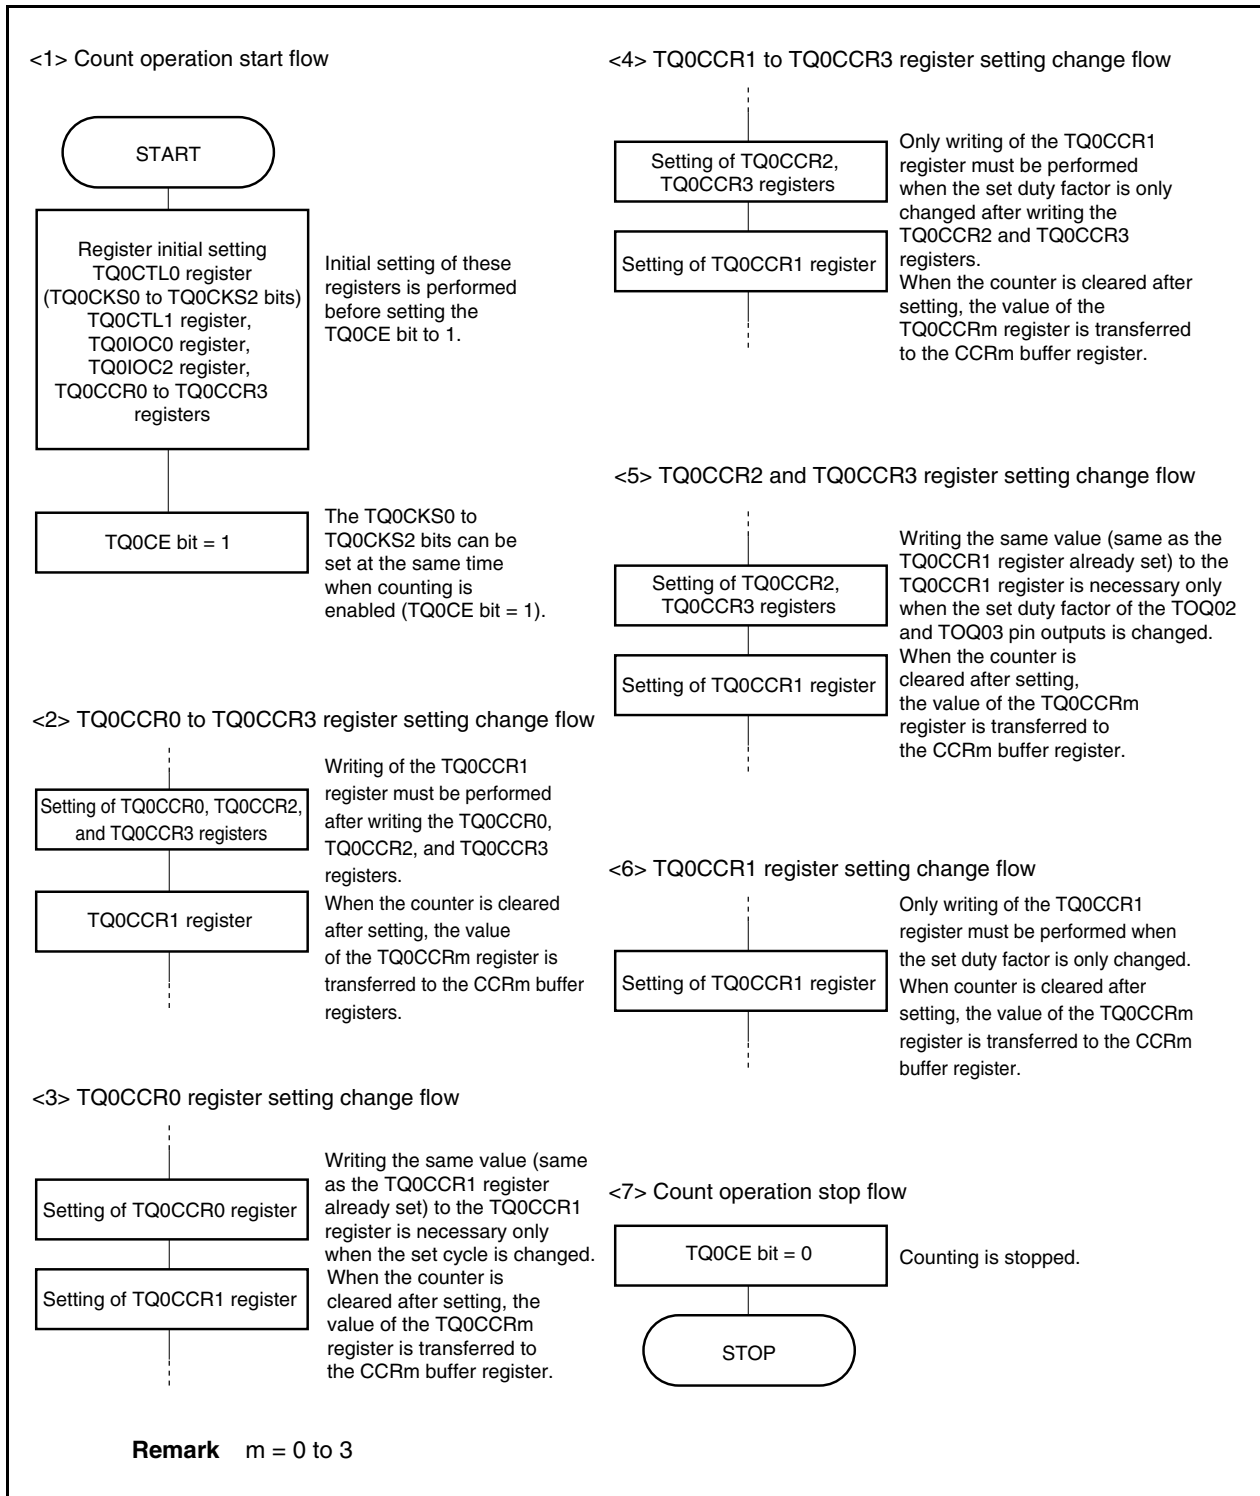 <1> Count operation start flow
START
Register initial setting
TQ0CTL0 register
(TQ0CKS0 to TQ0CKS2 bits)
TQ0CTL1 register,
TQ0IOC0 register,
TQ0IOC2 register,
TQ0CCR0 to TQ0CCR3
registers
Initial setting of these
registers is performed
before setting the
TQ0CE bit to 1.
TQ0CE bit = 1
The TQ0CKS0 to
TQ0CKS2 bits can be
set at the same time
when counting is
enabled (TQ0CE bit = 1).
<2> TQ0CCR0 to TQ0CCR3 register setting change flow
Setting of TQ0CCR0, TQ0CCR2,
and TQ0CCR3 registers
TQ0CCR1 register
Writing of the TQ0CCR1
register must be performed
after writing the TQ0CCR0,
TQ0CCR2, and TQ0CCR3
registers.
When the counter is cleared
after setting, the value
of the TQ0CCRm register is
transferred to the CCRm buffer
registers.
<3> TQ0CCR0 register setting change flow
Setting of TQ0CCR0 register
Setting of TQ0CCR1 register
Writing the same value (same
as the TQ0CCR1 register
already set) to the TQ0CCR1
register is necessary only
when the set cycle is changed.
When the counter is
cleared after setting, the
value of the TQ0CCRm
register is transferred to
the CCRm buffer register.
<4> TQ0CCR1 to TQ0CCR3 register setting change flow
Setting of TQ0CCR2,
TQ0CCR3 registers
Setting of TQ0CCR1 register
Only writing of the TQ0CCR1
register must be performed
when the set duty factor is only
changed after writing the
TQ0CCR2 and TQ0CCR3
registers.
When the counter is cleared after
setting, the value of the
TQ0CCRm register is transferred
to the CCRm buffer register.
<5> TQ0CCR2 and TQ0CCR3 register setting change flow
Setting of TQ0CCR2,
TQ0CCR3 registers
Setting of TQ0CCR1 register
Writing the same value (same as the
TQ0CCR1 register already set) to the
TQ0CCR1 register is necessary only
when the set duty factor of the TOQ02
and TOQ03 pin outputs is changed.
When the counter is
cleared after setting,
the value of the TQ0CCRm
register is transferred to
the CCRm buffer register.
<6> TQ0CCR1 register setting change flow
Setting of TQ0CCR1 register
Only writing of the TQ0CCR1
register must be performed when
the set duty factor is only changed.
When counter is cleared after
setting, the value of the TQ0CCRm
register is transferred to the CCRm
buffer register.
<7> Count operation stop flow
TQ0CE bit = 0
Counting is stopped.
STOP
Remark m = 0 to 3